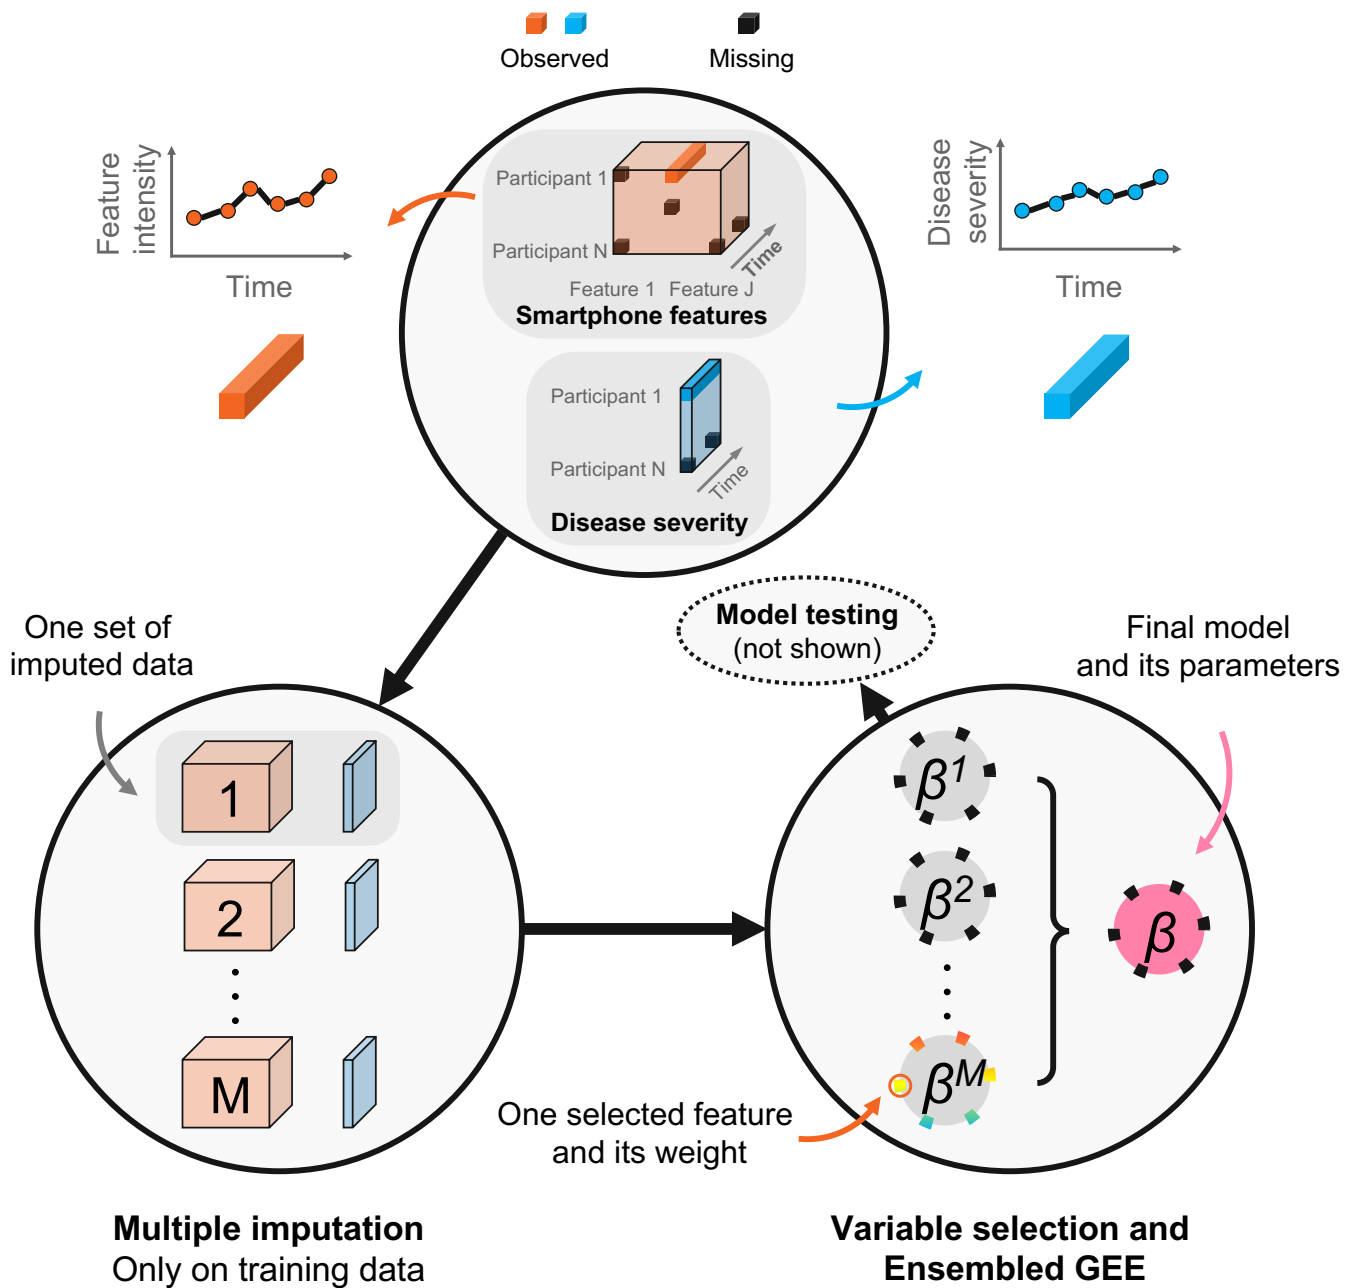 Observed
Missing
Feature
intensity
Time
Participant 1
Participant N
Time
Feature 1
Feature J
Smartphone features
Disease
severity
Time
Participant 1
Participant N
Time
Disease severity
One set of
imputed data
Model testing
(not shown)
Final model
and its parameters
1
2
M
β1
β2
βM
β
One selected feature
and its weight
Multiple imputation
Only on training data
Variable selection and
Ensembled GEE